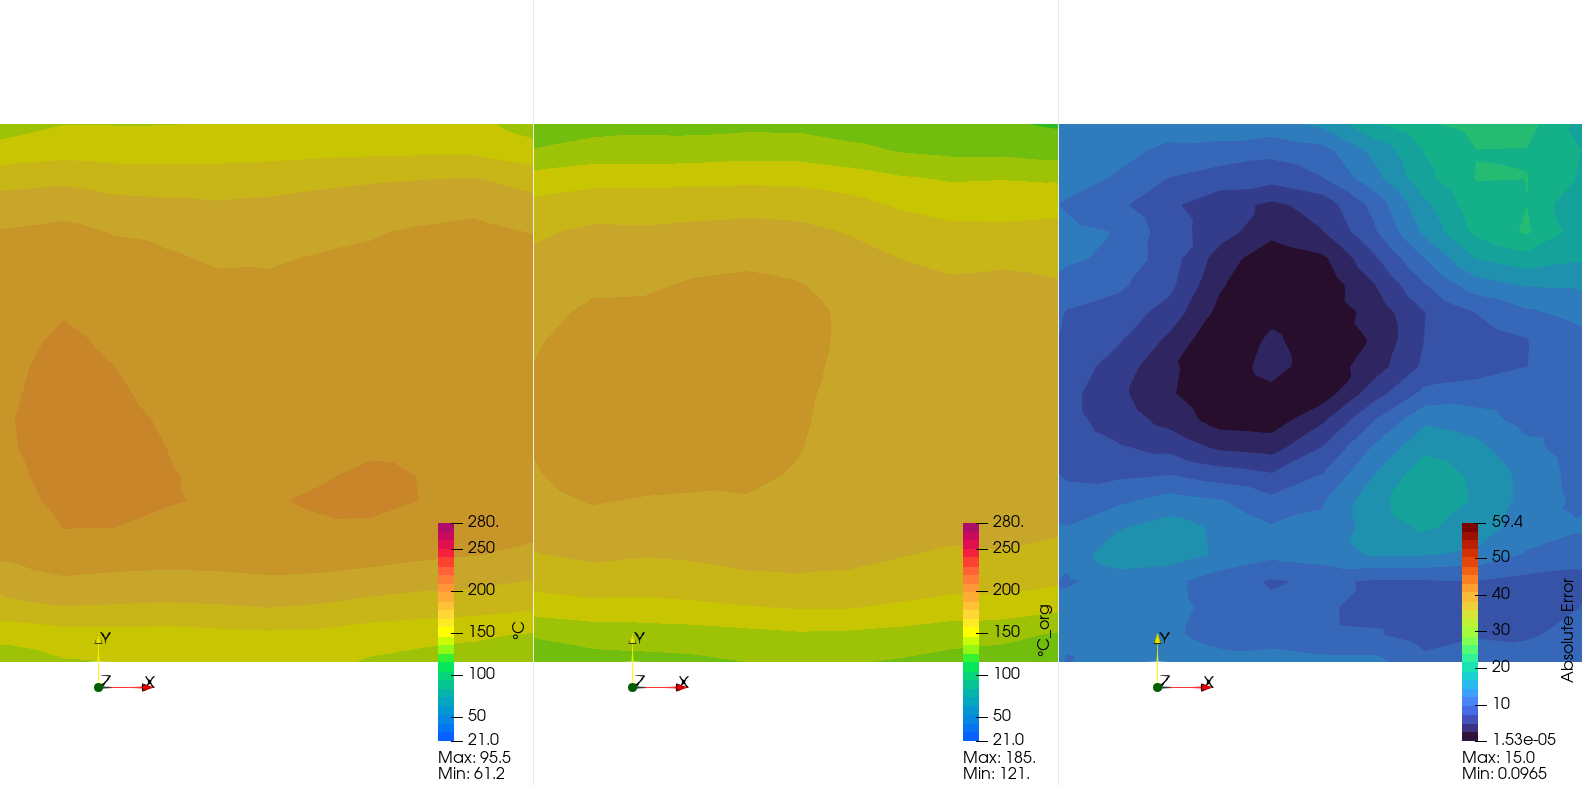 280.
250
200
150
100
50
21.0
°C
Max: 95.5
Min: 61.2
Y
Z
X
280.
250
200
150
100
50
21.0
°C_org
Max: 185.
Min: 121.
Y
Z
X
59.4
50
40
30
20
10
1.53e-05
Absolute Error
Max: 15.0
Min: 0.0965
Y
Z
X